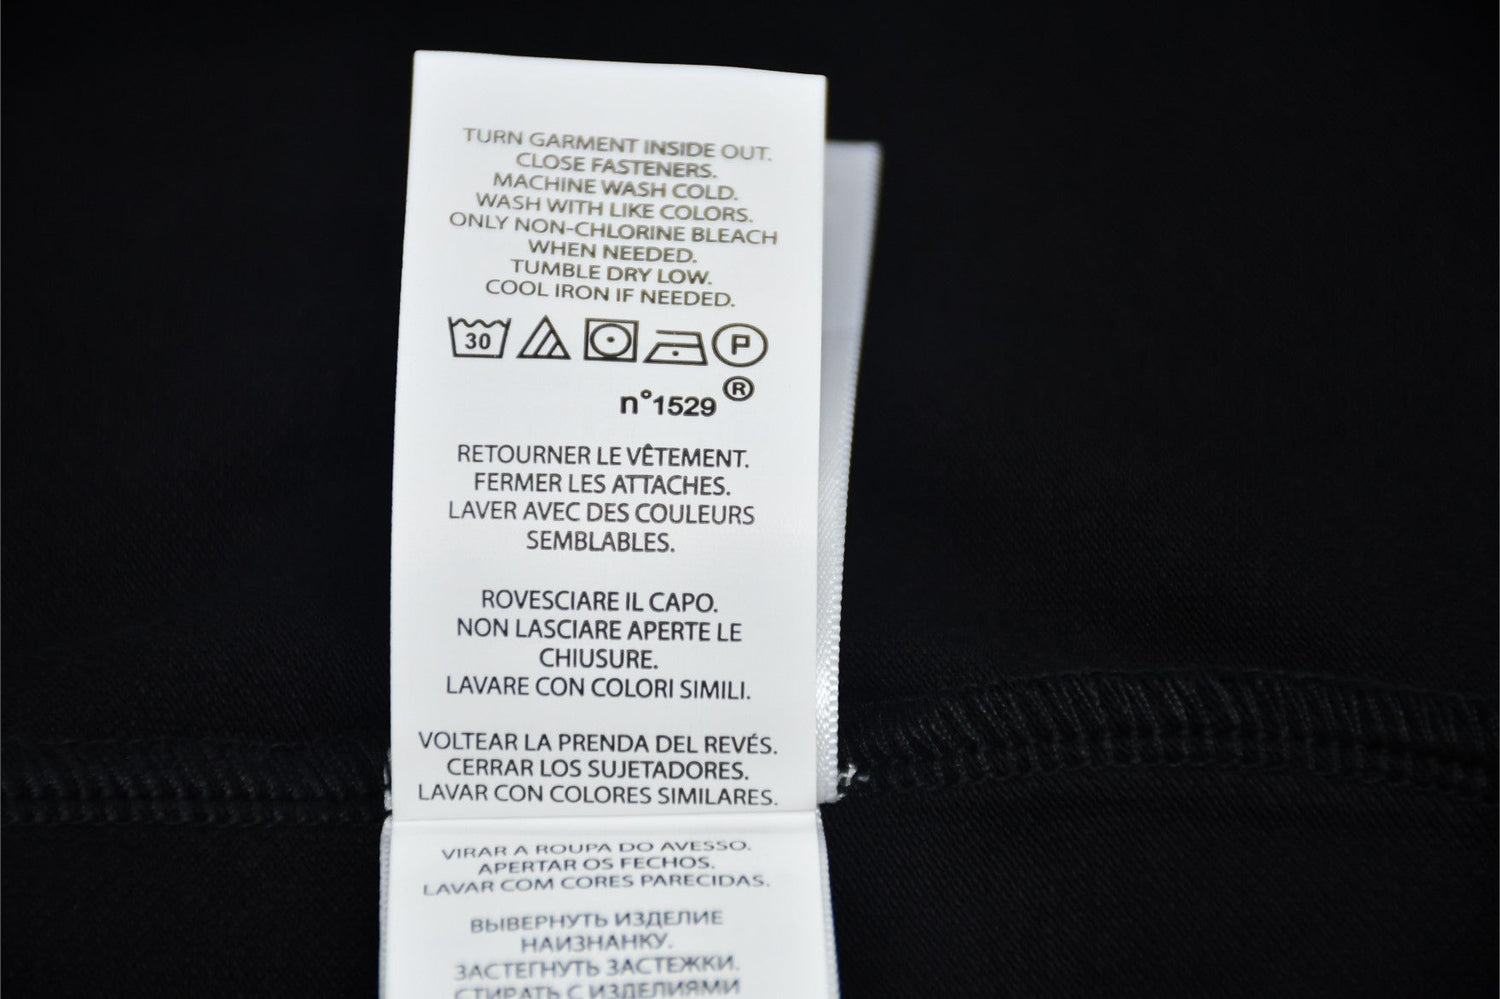 TURN GARMENT INSIDE OUT.
CLOSE FASTENERS.
MACHINE WASH COLD.
WASH WITH LIKE COLORS.
ONLY NON-CHLORINE BLEACH
WHEN NEEDED.
TUMBLE DRY LOW.
COOL IRON IF NEEDED.
30 P
n°1529®
RETOURNER LE VÊTEMENT.
FERMER LES ATTACHES.
LAVER AVEC DES COULEURS
SEMBLABLES.
ROVESCIARE IL CAPO.
NON LASCIARE APERTE LE
CHIUSURE.
LAVARE CON COLORI SIMILI.
VOLTEAR LA PRENDA DEL REVÉS.
CERRAR LOS SUJETADORES.
LAVAR CON COLORES SIMILARES.
VIRAR A ROUPA DO AVESSO.
APERTAR OS FECHOS.
LAVAR COM CORES PARECIDAS.
ВЫВЕРНУТЬ ИЗДЕЛИЕ
НАИЗНАНКУ.
ЗАСТЕГНУТЬ ЗАСТЕЖКИ.
СТИРАТЬ С ИЗДЕЛИЯМИ